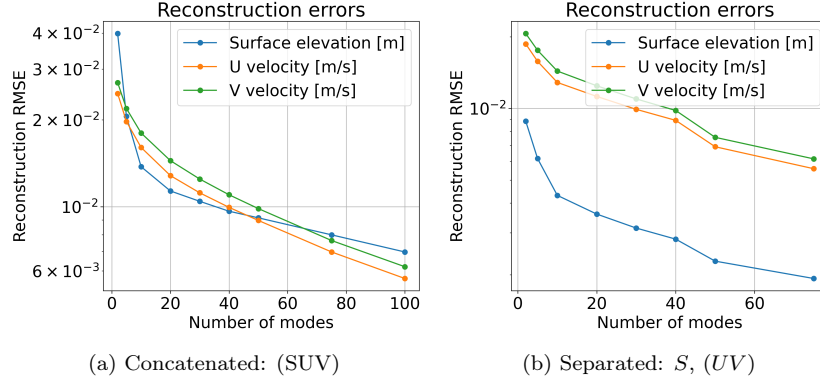 Reconstruction errors
4 × 10⁻²
3 × 10⁻²
2 × 10⁻²
10⁻²
6 × 10⁻³
Reconstruction RMSE
Surface elevation [m]
U velocity [m/s]
V velocity [m/s]
0 20 40 60 80 100
Number of modes
(a) Concatenated: (SUV)
Reconstruction errors
10⁻²
Reconstruction RMSE
Surface elevation [m]
U velocity [m/s]
V velocity [m/s]
0 20 40 60
Number of modes
(b) Separated: S, (UV)